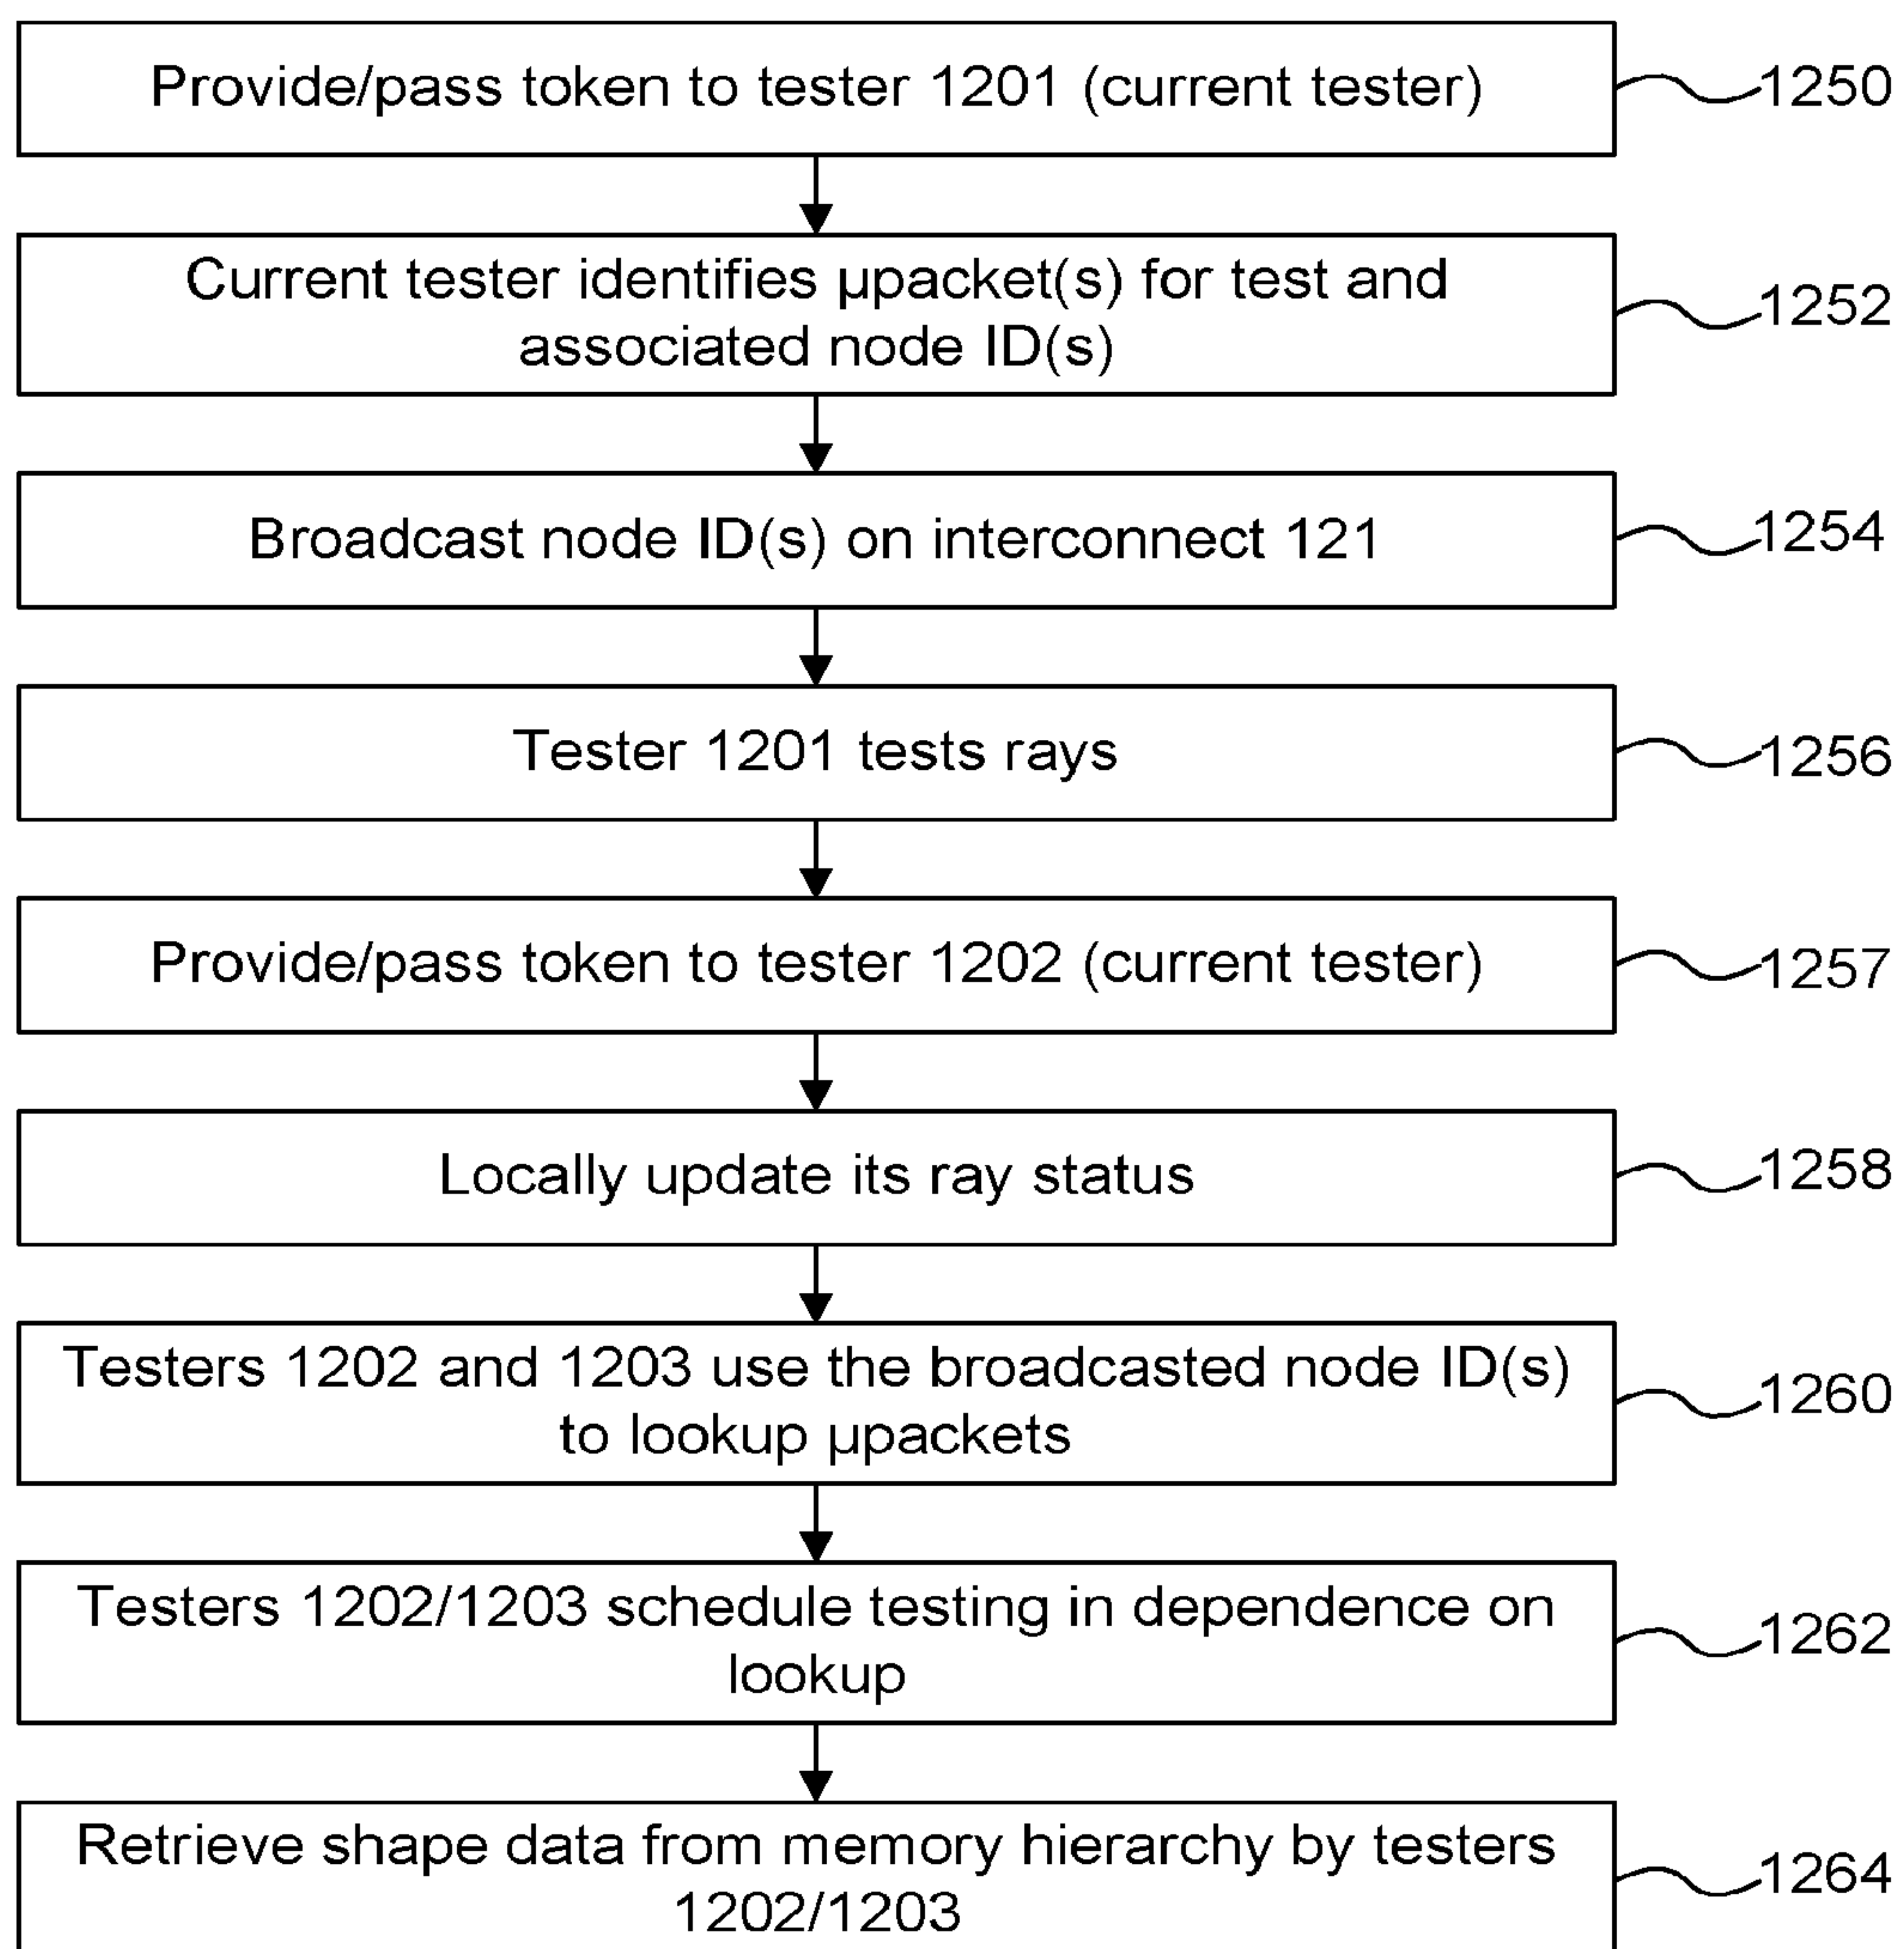 Provide/pass token to tester 1201 (current tester)
1250
Current tester identifies µpacket(s) for test and
associated node ID(s)
1252
Broadcast node ID(s) on interconnect 121
1254
Tester 1201 tests rays
1256
Provide/pass token to tester 1202 (current tester)
1257
Locally update its ray status
1258
Testers 1202 and 1203 use the broadcasted node ID(s)
to lookup µpackets
1260
Testers 1202/1203 schedule testing in dependence on
lookup
1262
Retrieve shape data from memory hierarchy by testers
1202/1203
1264